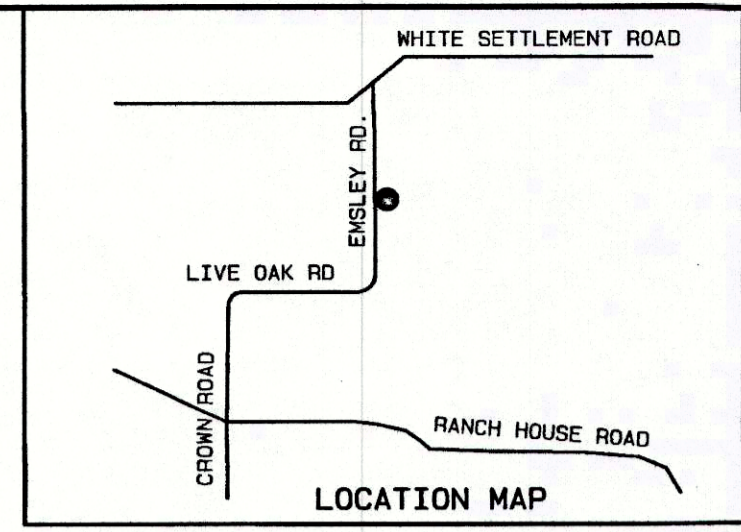 WHITE SETTLEMENT ROAD
EMSLEY RD.
LIVE OAK RD
CROWN ROAD
RANCH HOUSE ROAD
LOCATION MAP